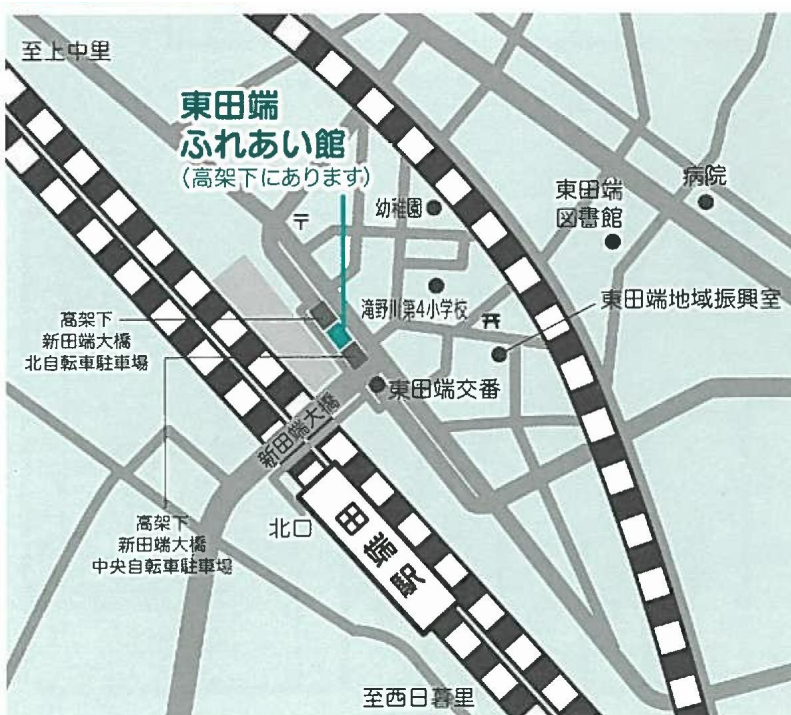 至上中里
東田端
ふれあい館
(高架下にあります)
〒
幼稚園
東田端
図書館
病院
滝野川第4小学校
東田端地域振興室
高架下
新田端大橋
北自転車駐車場
東田端交番
新田端大橋
高架下
新田端大橋
中央自転車駐車場
北口
田端駅
至西日暮里